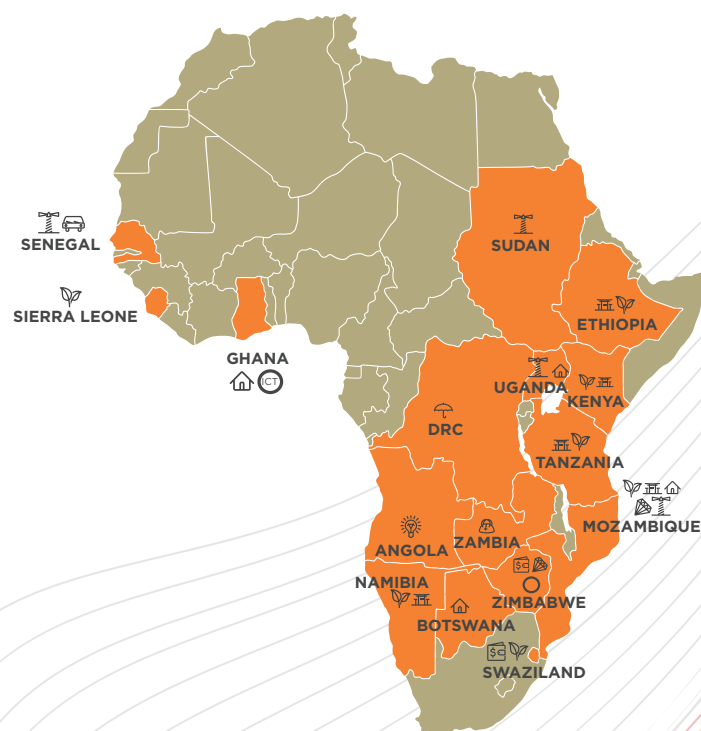 SENEGAL
SUDAN
SIERRA LEONE
ETHIOPIA
GHANA
ICT
UGANDA
KENYA
DRC
TANZANIA
MOZAMBIQUE
ANGOLA
ZAMBIA
NAMIBIA
$
ZIMBABWE
BOTSWANA
$
SWAZILAND